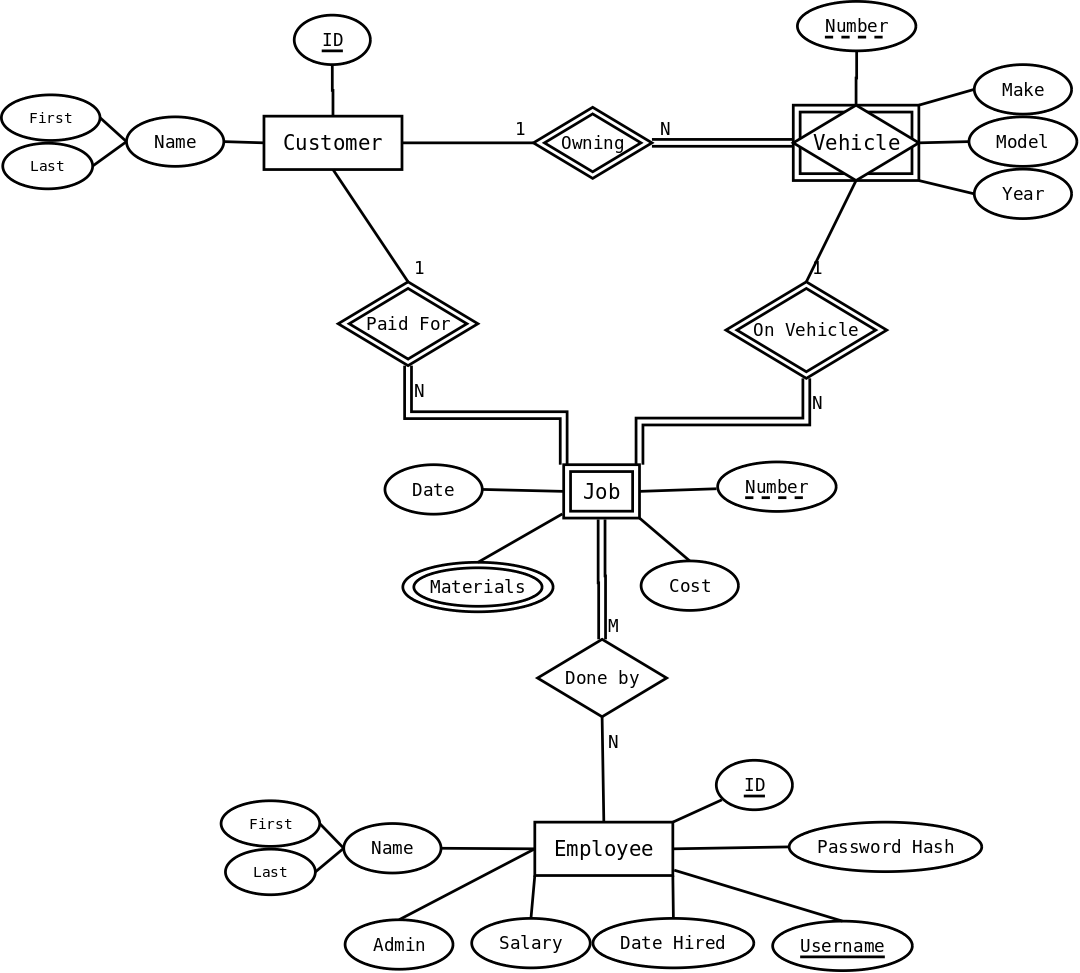 ID
Number
First
Last
Name
Customer
1
Owning
N
Vehicle
Make
Model
Year
1
Paid For
N
1
On Vehicle
N
Date
Job
Number
Materials
Cost
M
Done by
N
ID
First
Last
Name
Employee
Password Hash
Admin
Salary
Date Hired
Username